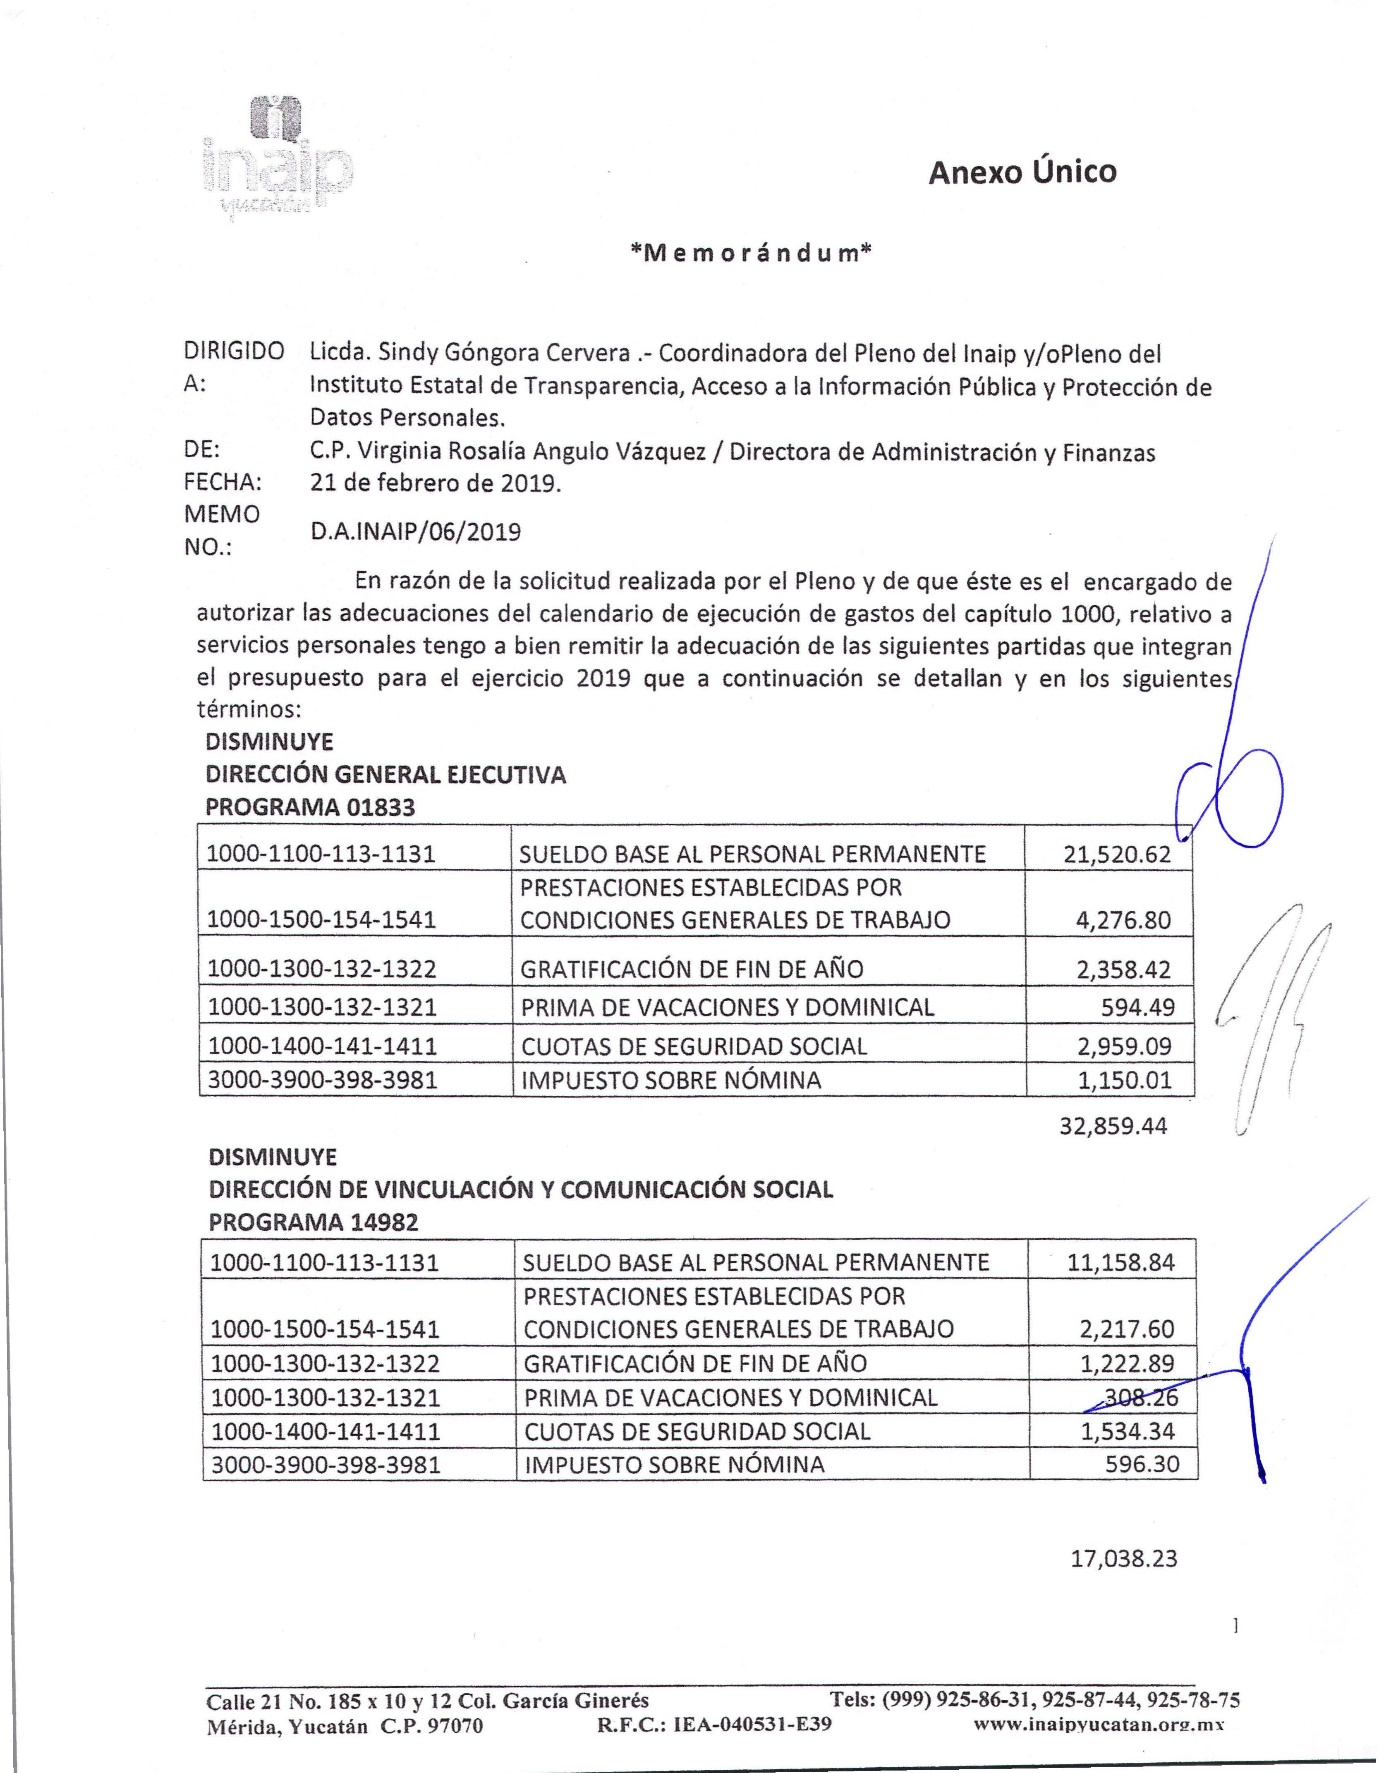 inaip
yucatán
Anexo Único
*M e m o r á n d u m*
DIRIGIDO A: Licda. Sindy Góngora Cervera .- Coordinadora del Pleno del Inaip y/oPleno del
Instituto Estatal de Transparencia, Acceso a la Información Pública y Protección de
Datos Personales.
DE: C.P. Virginia Rosalía Angulo Vázquez / Directora de Administración y Finanzas
FECHA: 21 de febrero de 2019.
MEMO NO.: D.A.INAIP/06/2019
En razón de la solicitud realizada por el Pleno y de que éste es el encargado de
autorizar las adecuaciones del calendario de ejecución de gastos del capítulo 1000, relativo a
servicios personales tengo a bien remitir la adecuación de las siguientes partidas que integran
el presupuesto para el ejercicio 2019 que a continuación se detallan y en los siguientes
términos:
DISMINUYE
DIRECCIÓN GENERAL EJECUTIVA
PROGRAMA 01833
1000-1100-113-1131 SUELDO BASE AL PERSONAL PERMANENTE 21,520.62
PRESTACIONES ESTABLECIDAS POR
1000-1500-154-1541 CONDICIONES GENERALES DE TRABAJO 4,276.80
1000-1300-132-1322 GRATIFICACIÓN DE FIN DE AÑO 2,358.42
1000-1300-132-1321 PRIMA DE VACACIONES Y DOMINICAL 594.49
1000-1400-141-1411 CUOTAS DE SEGURIDAD SOCIAL 2,959.09
3000-3900-398-3981 IMPUESTO SOBRE NÓMINA 1,150.01
32,859.44
DISMINUYE
DIRECCIÓN DE VINCULACIÓN Y COMUNICACIÓN SOCIAL
PROGRAMA 14982
1000-1100-113-1131 SUELDO BASE AL PERSONAL PERMANENTE 11,158.84
PRESTACIONES ESTABLECIDAS POR
1000-1500-154-1541 CONDICIONES GENERALES DE TRABAJO 2,217.60
1000-1300-132-1322 GRATIFICACIÓN DE FIN DE AÑO 1,222.89
1000-1300-132-1321 PRIMA DE VACACIONES Y DOMINICAL 308.26
1000-1400-141-1411 CUOTAS DE SEGURIDAD SOCIAL 1,534.34
3000-3900-398-3981 IMPUESTO SOBRE NÓMINA 596.30
17,038.23
1
Calle 21 No. 185 x 10 y 12 Col. García Ginerés Tels: (999) 925-86-31, 925-87-44, 925-78-75
Mérida, Yucatán C.P. 97070 R.F.C.: IEA-040531-E39 www.inaipyucatan.org.mx